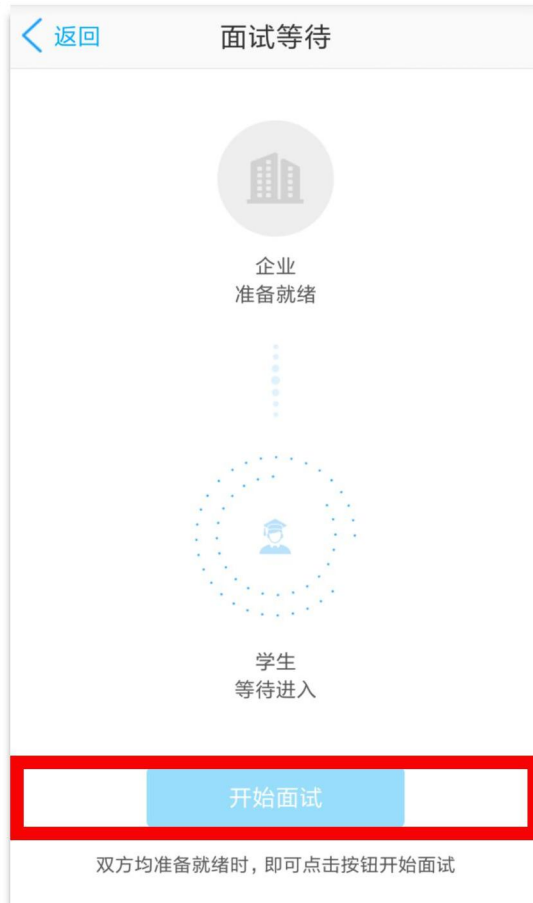 返回
面试等待
企业
准备就绪
学生
等待进入
开始面试
双方均准备就绪时，即可点击按钮开始面试